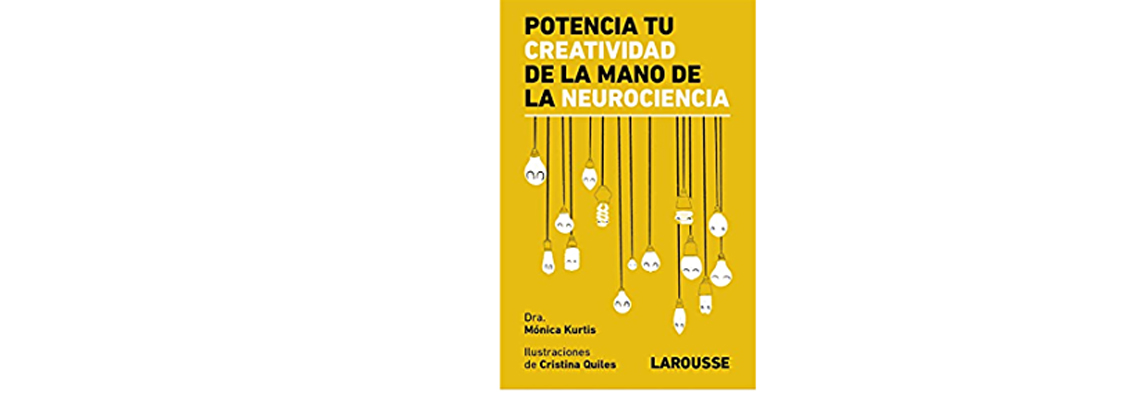 POTENCIA TU
CREATIVIDAD
DE LA MANO DE
LA NEUROCIENCIA
Dra.
Mónica Kurtis
Ilustraciones
de Cristina Quiles
LAROUSSE